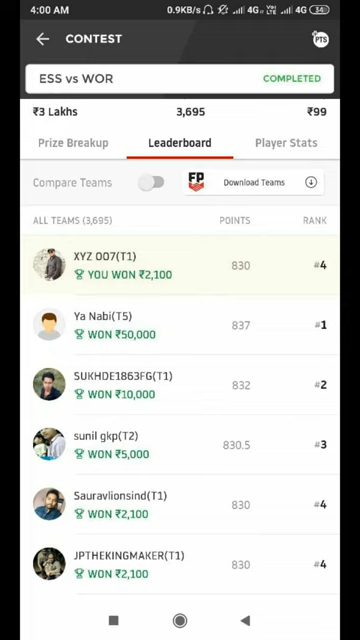 4:00 AM 0.9KB/s 4G 4G 34
CONTEST PTS
ESS vs WOR COMPLETED
₹3 Lakhs 3,695 ₹99
Prize Breakup Leaderboard Player Stats
Compare Teams FP Download Teams
ALL TEAMS (3,695) POINTS RANK
XYZ OO7(T1)
YOU WON ₹2,100 830 #4
Ya Nabi(T5)
WON ₹50,000 837 #1
SUKHDE1863FG(T1)
WON ₹10,000 832 #2
sunil gkp(T2)
WON ₹5,000 830.5 #3
Sauravlionsind(T1)
WON ₹2,100 830 #4
JPTHEKINGMAKER(T1)
WON ₹2,100 830 #4